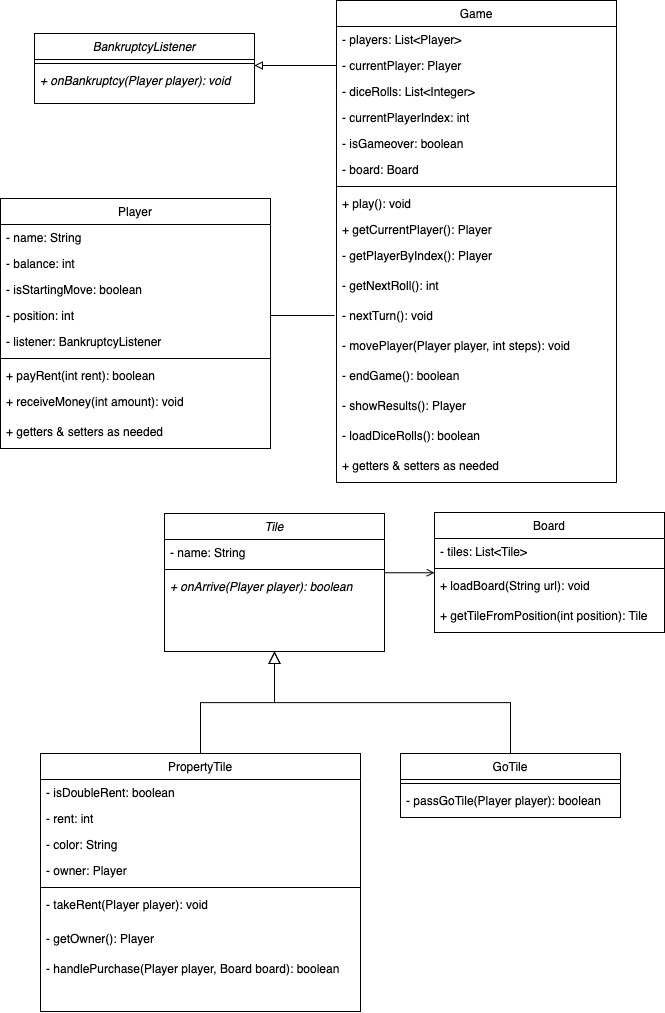 BankruptcyListener
+ onBankruptcy(Player player): void
Game
- players: List<Player>
- currentPlayer: Player
- diceRolls: List<Integer>
- currentPlayerIndex: int
- isGameover: boolean
- board: Board
+ play(): void
+ getCurrentPlayer(): Player
- getPlayerByIndex(): Player
- getNextRoll(): int
- nextTurn(): void
- movePlayer(Player player, int steps): void
- endGame(): boolean
- showResults(): Player
- loadDiceRolls(): boolean
+ getters & setters as needed
Player
- name: String
- balance: int
- isStartingMove: boolean
- position: int
- listener: BankruptcyListener
+ payRent(int rent): boolean
+ receiveMoney(int amount): void
+ getters & setters as needed
Tile
- name: String
+ onArrive(Player player): boolean
Board
- tiles: List<Tile>
+ loadBoard(String url): void
+ getTileFromPosition(int position): Tile
PropertyTile
- isDoubleRent: boolean
- rent: int
- color: String
- owner: Player
- takeRent(Player player): void
- getOwner(): Player
- handlePurchase(Player player, Board board): boolean
GoTile
- passGoTile(Player player): boolean